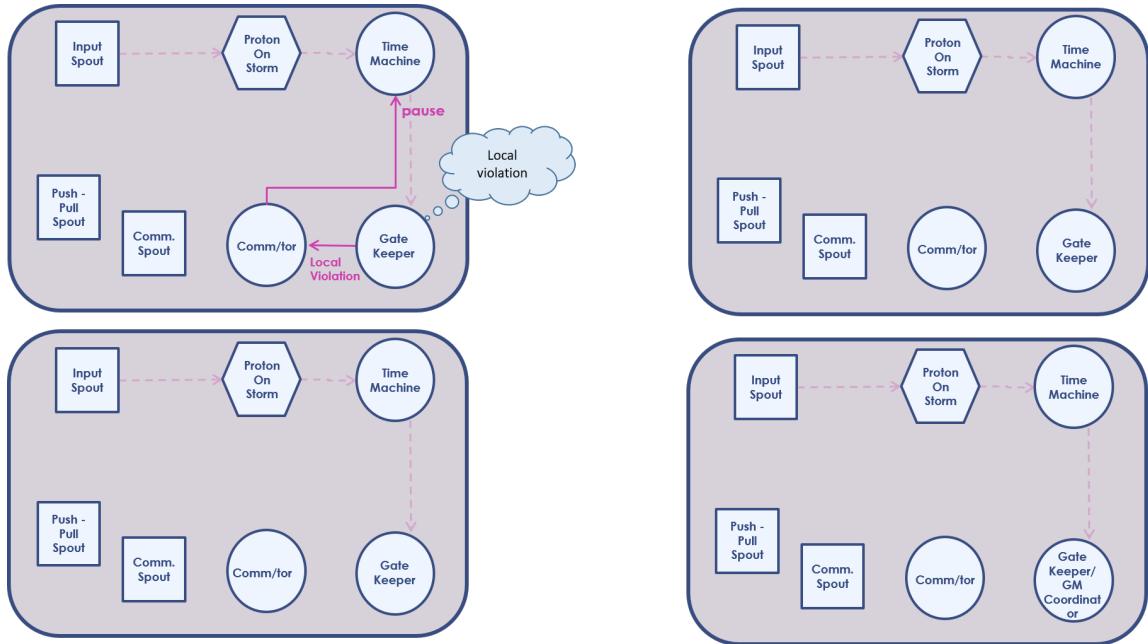 Input
Spout
Proton
On
Storm
Time
Machine
pause
Local
violation
Push -
Pull
Spout
Comm.
Spout
Comm/tor
Local
Violation
Gate
Keeper
Input
Spout
Proton
On
Storm
Time
Machine
Push -
Pull
Spout
Comm.
Spout
Comm/tor
Gate
Keeper
Input
Spout
Proton
On
Storm
Time
Machine
Push -
Pull
Spout
Comm.
Spout
Comm/tor
Gate
Keeper
Input
Spout
Proton
On
Storm
Time
Machine
Push -
Pull
Spout
Comm.
Spout
Comm/tor
Gate
Keeper/
GM
Coordinat
or